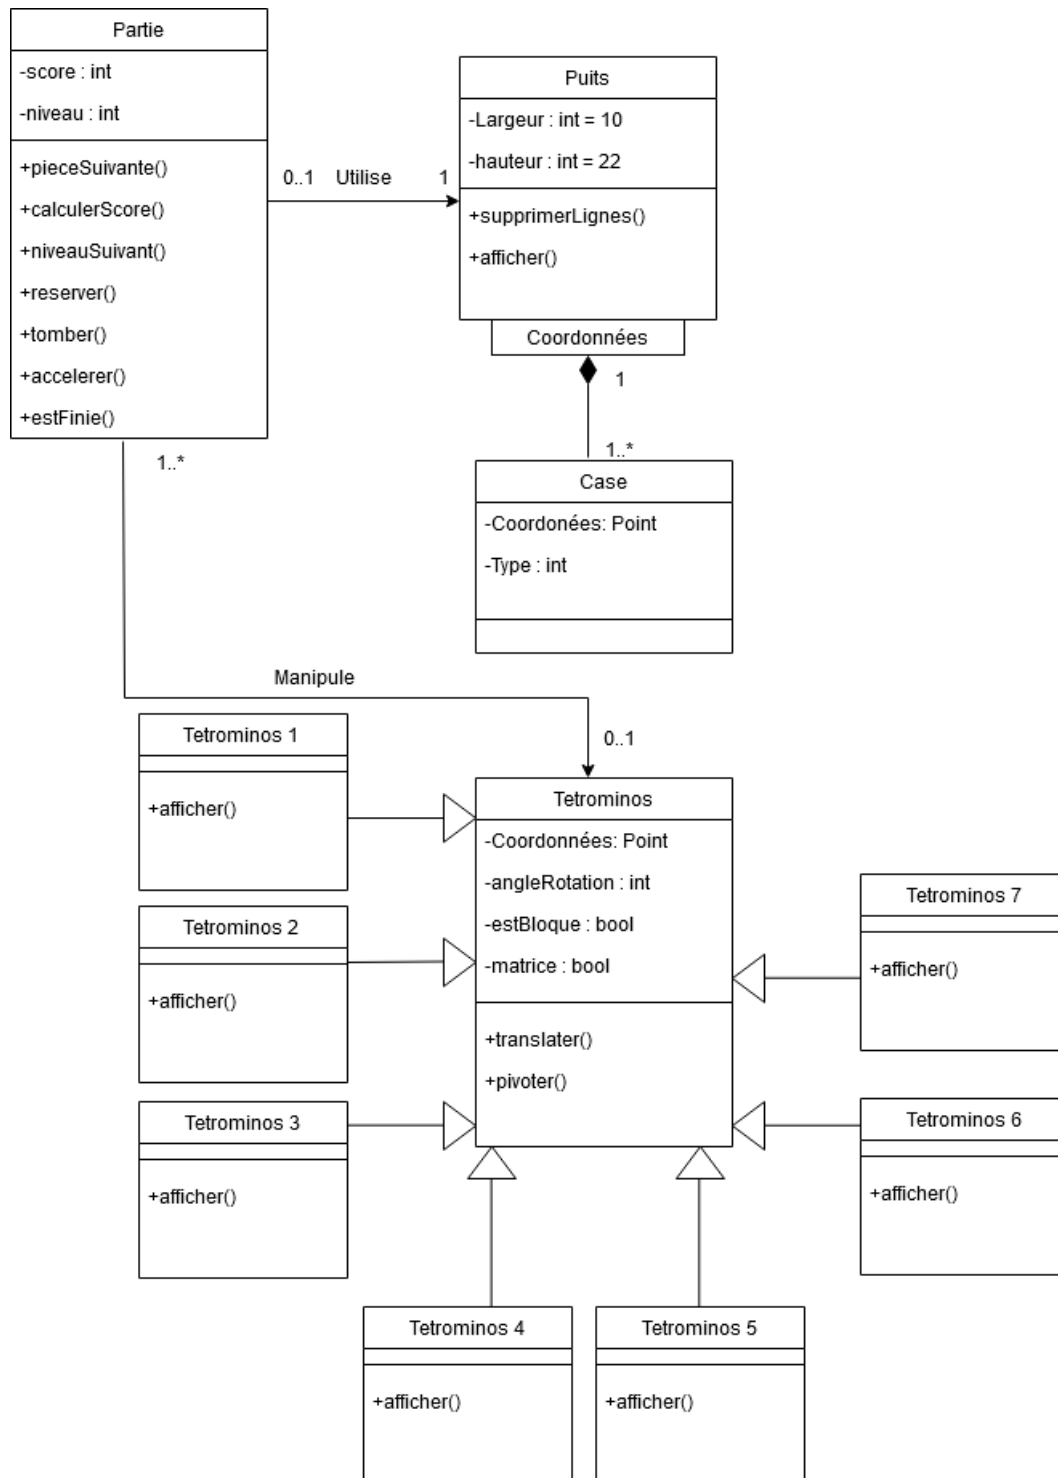 Partie
-score : int
-niveau : int
+pieceSuivante()
+calculerScore()
+niveauSuivant()
+reserver()
+tomber()
+accelerer()
+estFinie()
0..1 Utilise 1
Puits
-Largeur : int = 10
-hauteur : int = 22
+supprimerLignes()
+afficher()
Coordonnées
1
1..*
Case
-Coordonées: Point
-Type : int
1..*
Manipule
0..1
Tetrominos 1
+afficher()
Tetrominos 2
+afficher()
Tetrominos 3
+afficher()
Tetrominos
-Coordonnées: Point
-angleRotation : int
-estBloque : bool
-matrice : bool
+translater()
+pivoter()
Tetrominos 7
+afficher()
Tetrominos 6
+afficher()
Tetrominos 4
+afficher()
Tetrominos 5
+afficher()